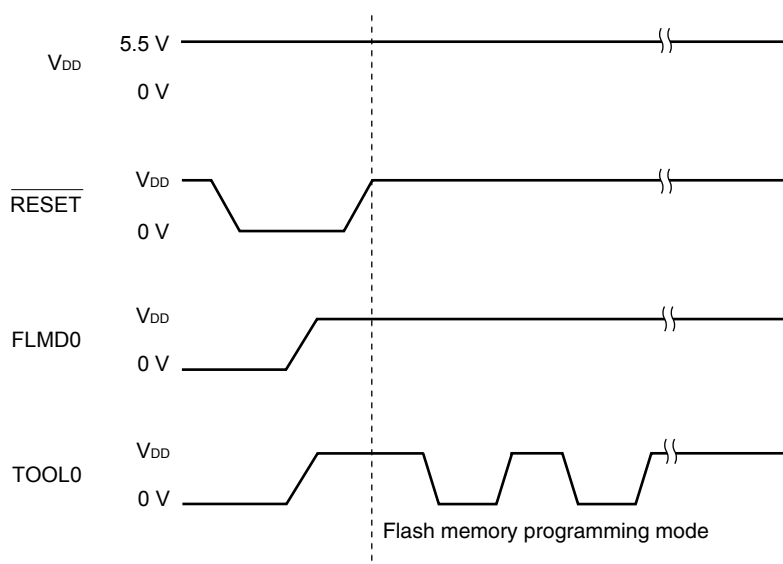 5.5 V
VDD
0 V
VDD
RESET
0 V
VDD
FLMD0
0 V
VDD
TOOL0
0 V
Flash memory programming mode